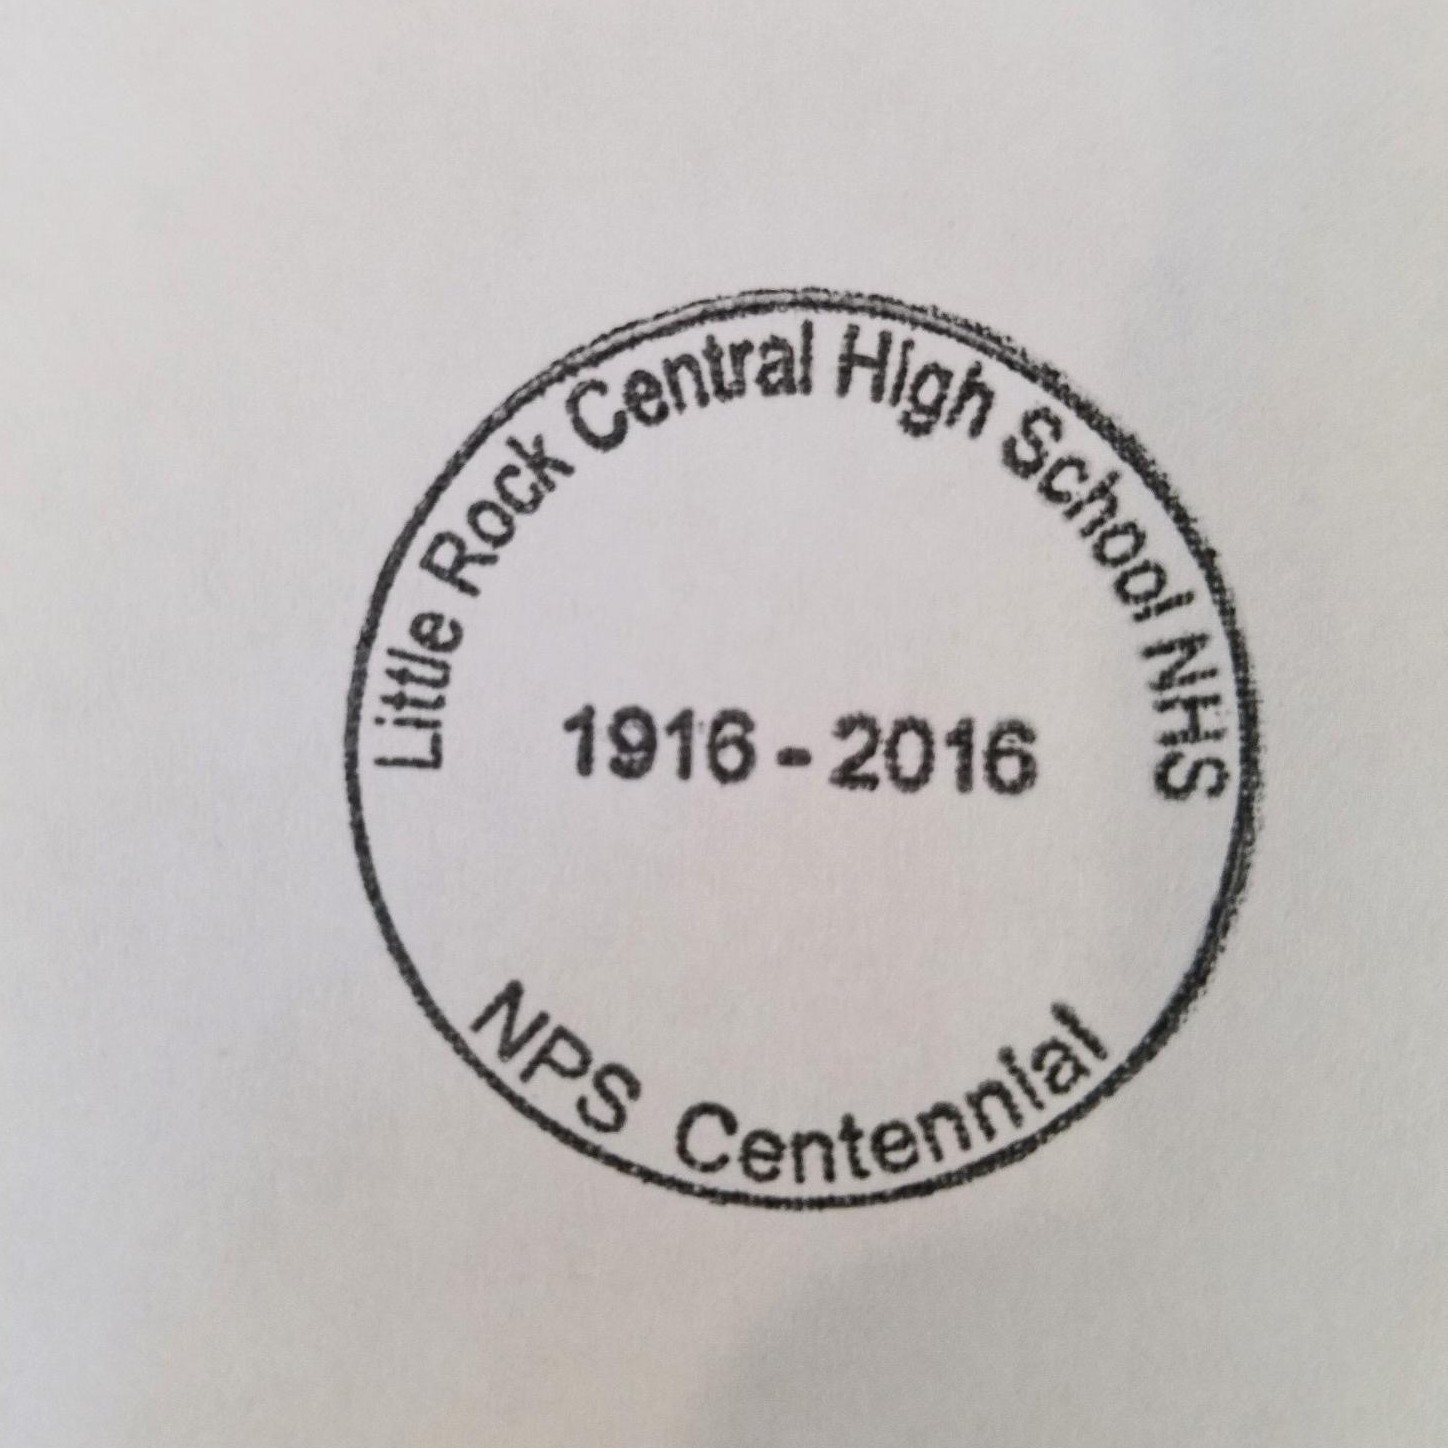 Little Rock Central High School NHS
1916 - 2016
NPS Centennial